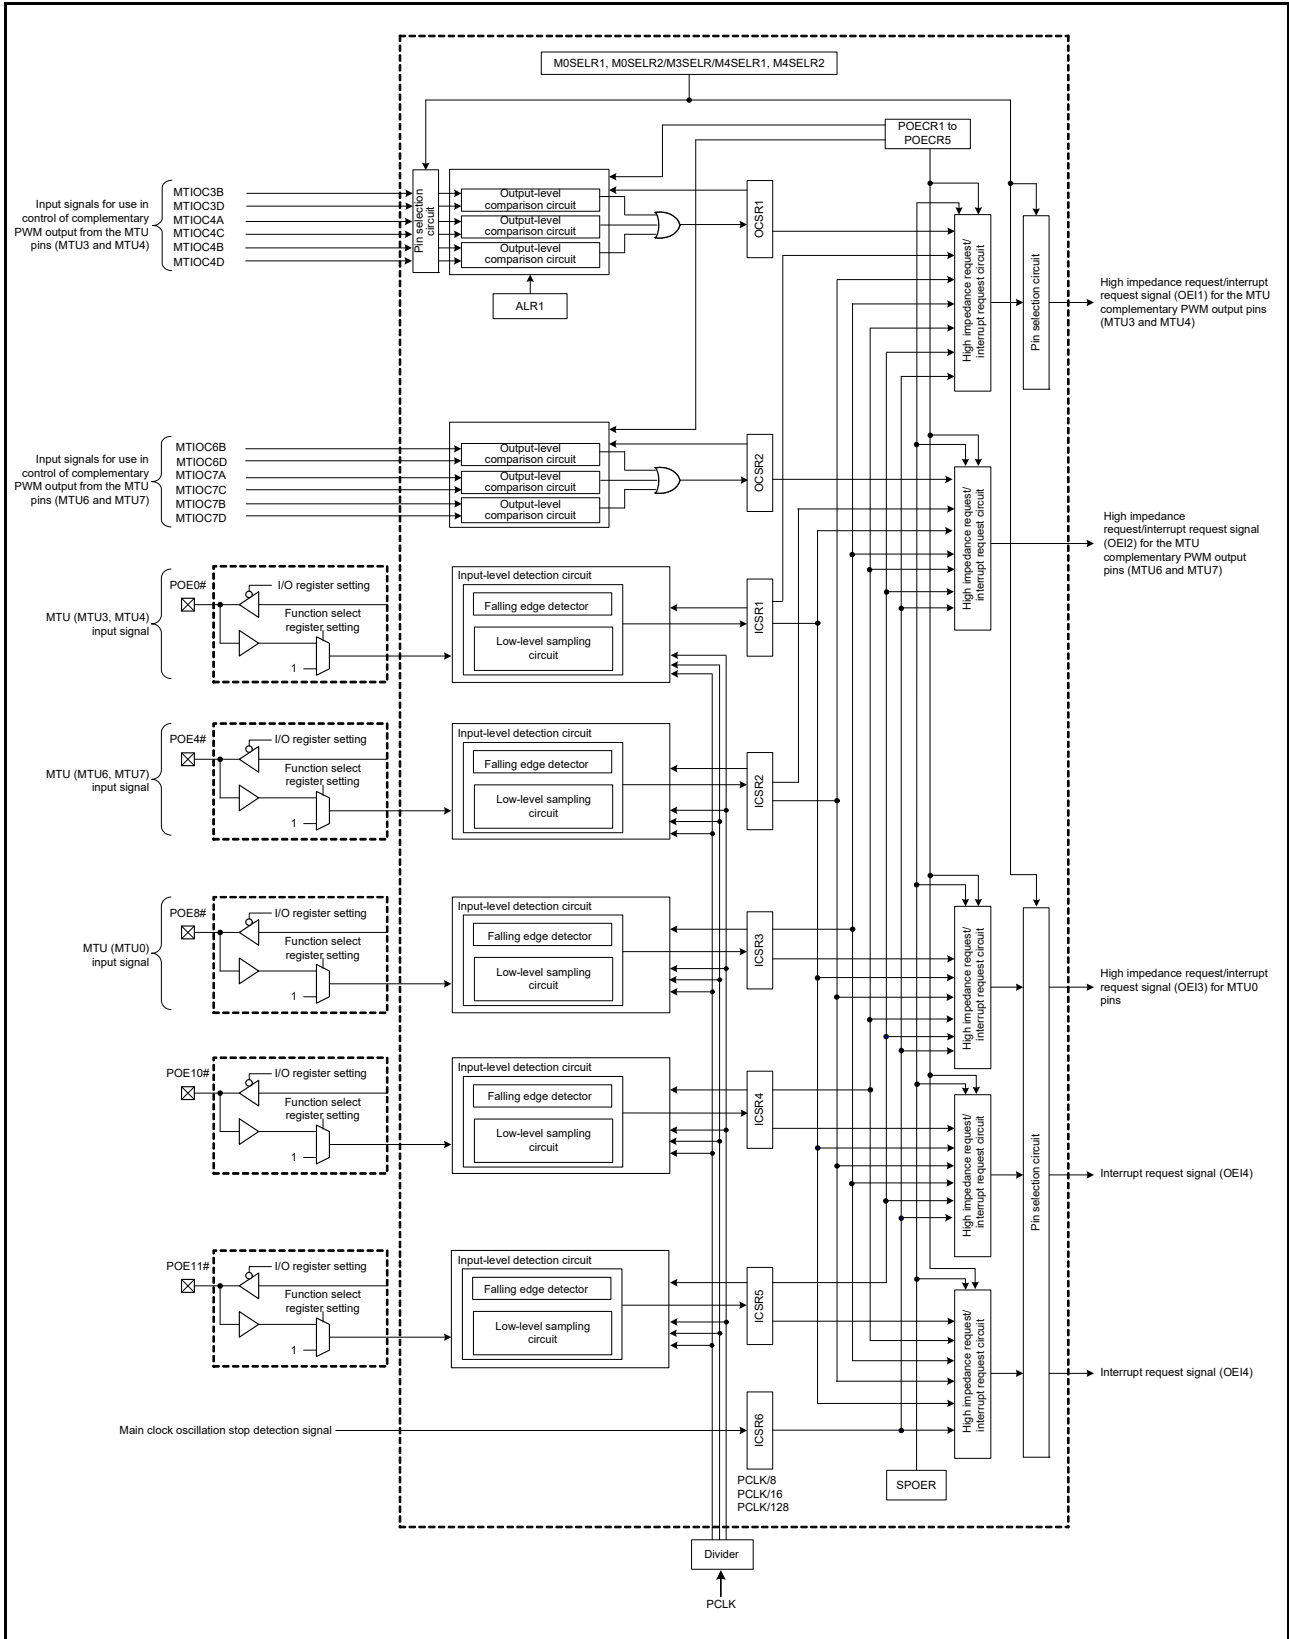 M0SELR1, M0SELR2/M3SELR/M4SELR1, M4SELR2
POECR1 to
POECR5
Input signals for use in
control of complementary
PWM output from the MTU
pins (MTU3 and MTU4)
MTIOC3B
MTIOC3D
MTIOC4A
MTIOC4C
MTIOC4B
MTIOC4D
Pin selection
circuit
Output-level
comparison circuit
Output-level
comparison circuit
Output-level
comparison circuit
ALR1
OCSR1
High impedance request/
interrupt request circuit
Pin selection circuit
High impedance request/interrupt
request signal (OEI1) for the MTU
complementary PWM output pins
(MTU3 and MTU4)
Input signals for use in
control of complementary
PWM output from the MTU
pins (MTU6 and MTU7)
MTIOC6B
MTIOC6D
MTIOC7A
MTIOC7C
MTIOC7B
MTIOC7D
Output-level
comparison circuit
Output-level
comparison circuit
Output-level
comparison circuit
OCSR2
High impedance request/
interrupt request circuit
High impedance
request/interrupt request signal
(OEI2) for the MTU
complementary PWM output
pins (MTU6 and MTU7)
MTU (MTU3, MTU4)
input signal
POE0#
I/O register setting
Function select
register setting
1
Input-level detection circuit
Falling edge detector
Low-level sampling
circuit
ICSR1
MTU (MTU6, MTU7)
input signal
POE4#
I/O register setting
Function select
register setting
1
Input-level detection circuit
Falling edge detector
Low-level sampling
circuit
ICSR2
MTU (MTU0)
input signal
POE8#
I/O register setting
Function select
register setting
1
Input-level detection circuit
Falling edge detector
Low-level sampling
circuit
ICSR3
High impedance request/
interrupt request circuit
Pin selection circuit
High impedance request/interrupt
request signal (OEI3) for MTU0
pins
POE10#
I/O register setting
Function select
register setting
1
Input-level detection circuit
Falling edge detector
Low-level sampling
circuit
ICSR4
High impedance request/
interrupt request circuit
Interrupt request signal (OEI4)
POE11#
I/O register setting
Function select
register setting
1
Input-level detection circuit
Falling edge detector
Low-level sampling
circuit
ICSR5
High impedance request/
interrupt request circuit
Interrupt request signal (OEI4)
Main clock oscillation stop detection signal
ICSR6
PCLK/8
PCLK/16
PCLK/128
SPOER
Divider
PCLK